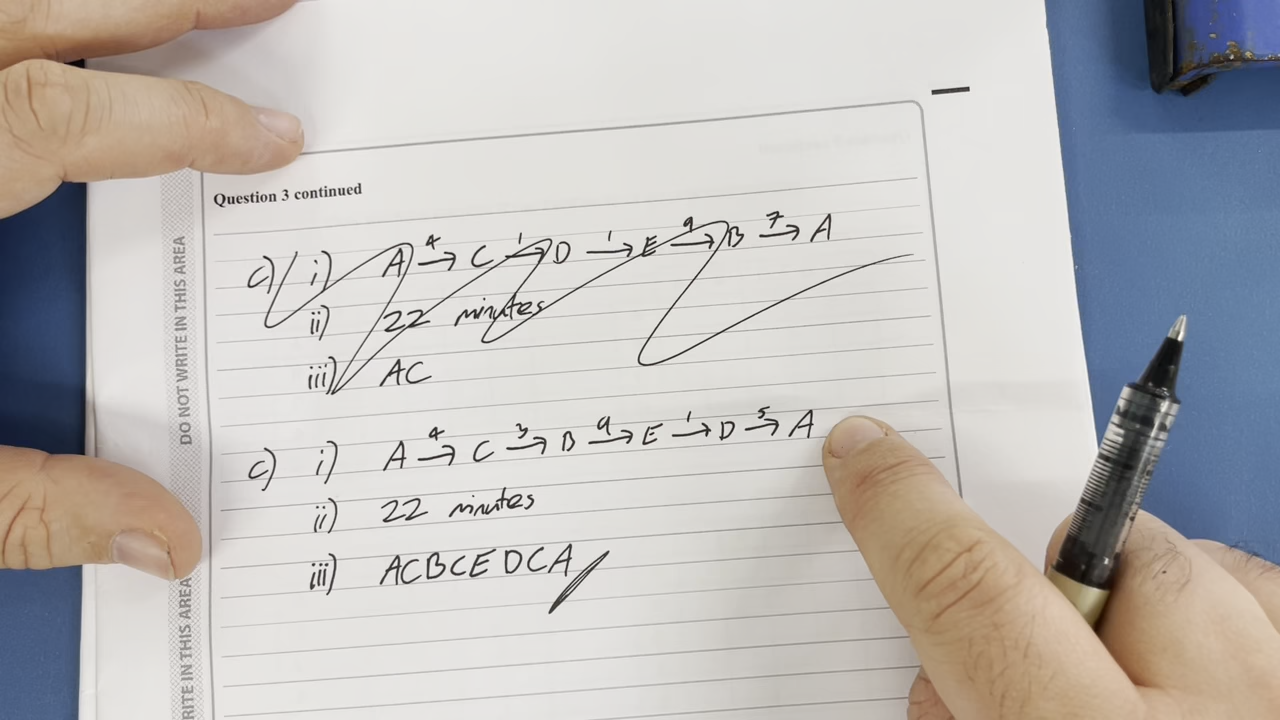 Question 3 continued
c) i) A 4→ C 1→ D 1→ E 9→ B 7→ A
ii) 22 minutes
iii) AC
c) i) A 4→ C 3→ B 9→ E 1→ D 5→ A
ii) 22 minutes
iii) ACBCEDCA
DO NOT WRITE IN THIS AREA
RITE IN THIS AREA